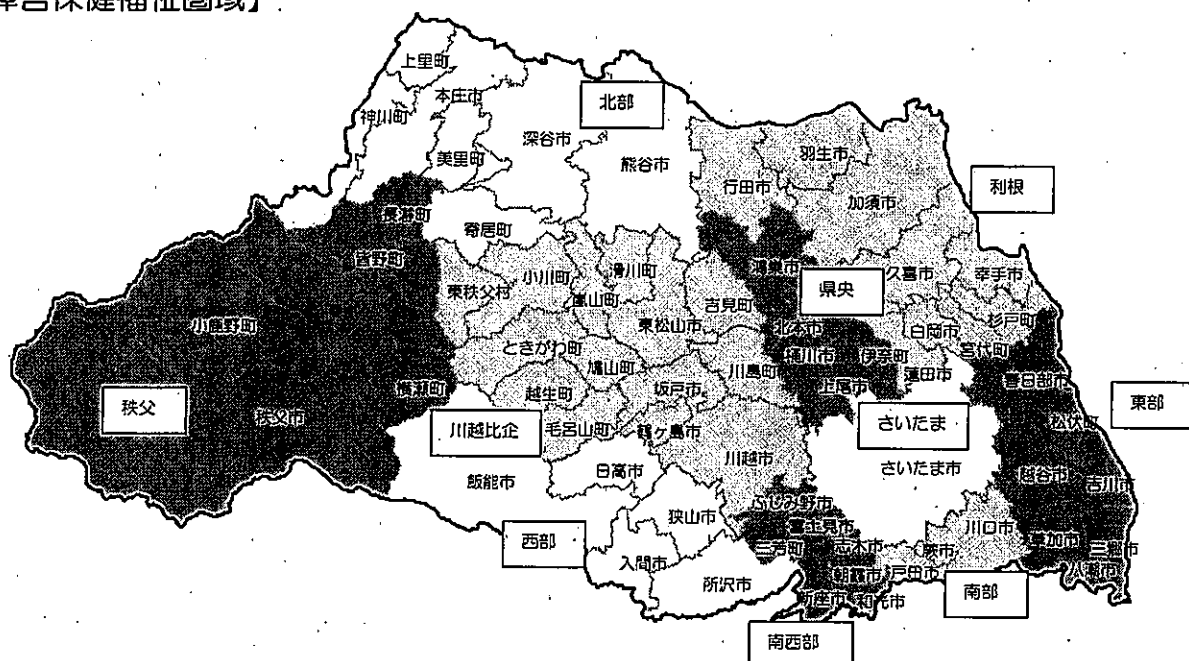 障害保健福祉圏域】
上里町
本庄市
神川町
美里町
深谷市
北部
熊谷市
羽生市
行田市
加須市
利根
長瀞町
皆野町
寄居町
小川町
滑川町
嵐山町
東秩父村
東松山市
吉見町
鴻巣市
県央
久喜市
幸手市
杉戸町
白岡市
宮代町
北本市
桶川市
伊奈町
蓮田市
上尾市
小鹿野町
ときがわ町
鳩山町
川島町
横瀬町
越生町
坂戸市
秩父
秩父市
川越比企
毛呂山町
鶴ヶ島市
川越市
さいたま
さいたま市
春日部市
松伏町
東部
越谷市
吉川市
飯能市
日高市
狭山市
ふじみ野市
富士見市
三芳町
志木市
川口市
蕨市
戸田市
草加市
三郷市
八潮市
西部
入間市
所沢市
朝霞市
新座市
和光市
南部
南西部